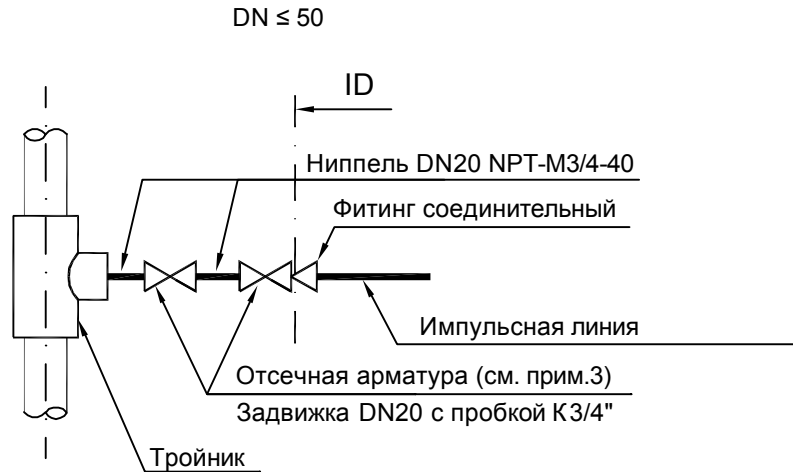 DN ≤ 50
ID
Ниппель DN20 NPT-М3/4-40
Фитинг соединительный
Импульсная линия
Отсечная арматура (см. прим.3)
Задвижка DN20 с пробкой К3/4"
Тройник